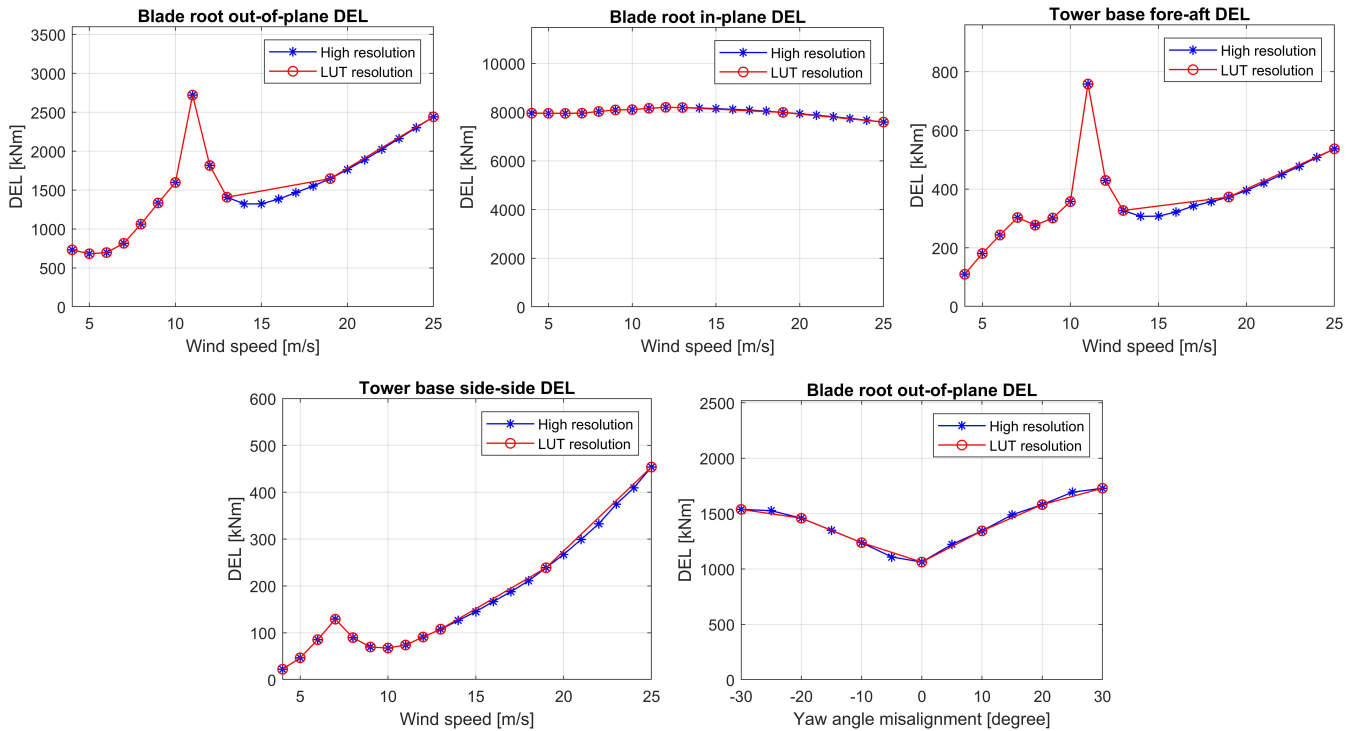 Blade root out-of-plane DEL
3500
3000
2500
2000
1500
1000
500
0
DEL [kNm]
5
10
15
20
25
Wind speed [m/s]
High resolution
LUT resolution
Blade root in-plane DEL
10000
8000
6000
4000
2000
0
DEL [kNm]
5
10
15
20
25
Wind speed [m/s]
High resolution
LUT resolution
Tower base fore-aft DEL
800
600
400
200
0
DEL [kNm]
5
10
15
20
25
Wind speed [m/s]
High resolution
LUT resolution
Tower base side-side DEL
600
500
400
300
200
100
0
DEL [kNm]
5
10
15
20
25
Wind speed [m/s]
High resolution
LUT resolution
Blade root out-of-plane DEL
2500
2000
1500
1000
500
0
DEL [kNm]
-30
-20
-10
0
10
20
30
Yaw angle misalignment [degree]
High resolution
LUT resolution